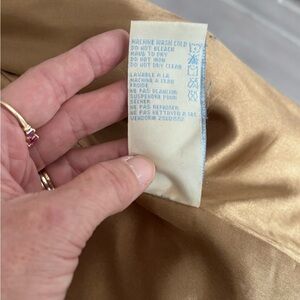 MACHINE WASH COLD
DO NOT BLEACH
HANG TO DRY
DO NOT IRON
DO NOT DRY CLEAN
LAVABLE A LA
MACHINE A L'EAU
FROIDE
NE PAS BLANCHIR
SUSPENDRE POUR
SECHER
NE PAS REPASSER
NE PAS NETTOYER A SEC